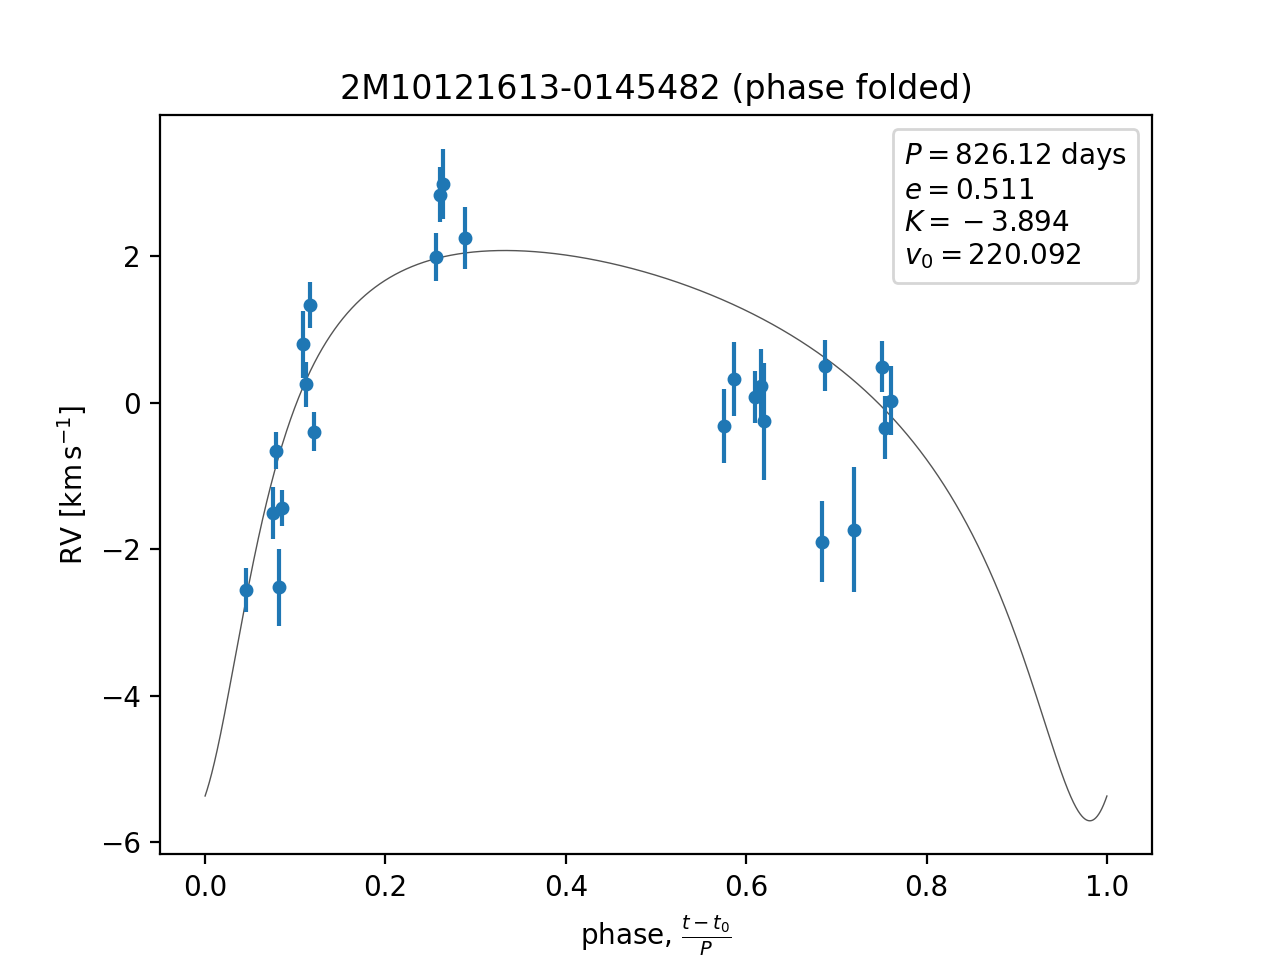 2M10121613-0145482 (phase folded)
P = 826.12 days
e = 0.511
K = −3.894
v₀ = 220.092
RV [km s⁻¹]
2
0
−2
−4
−6
0.0 0.2 0.4 0.6 0.8 1.0
phase, (t − t₀)/P